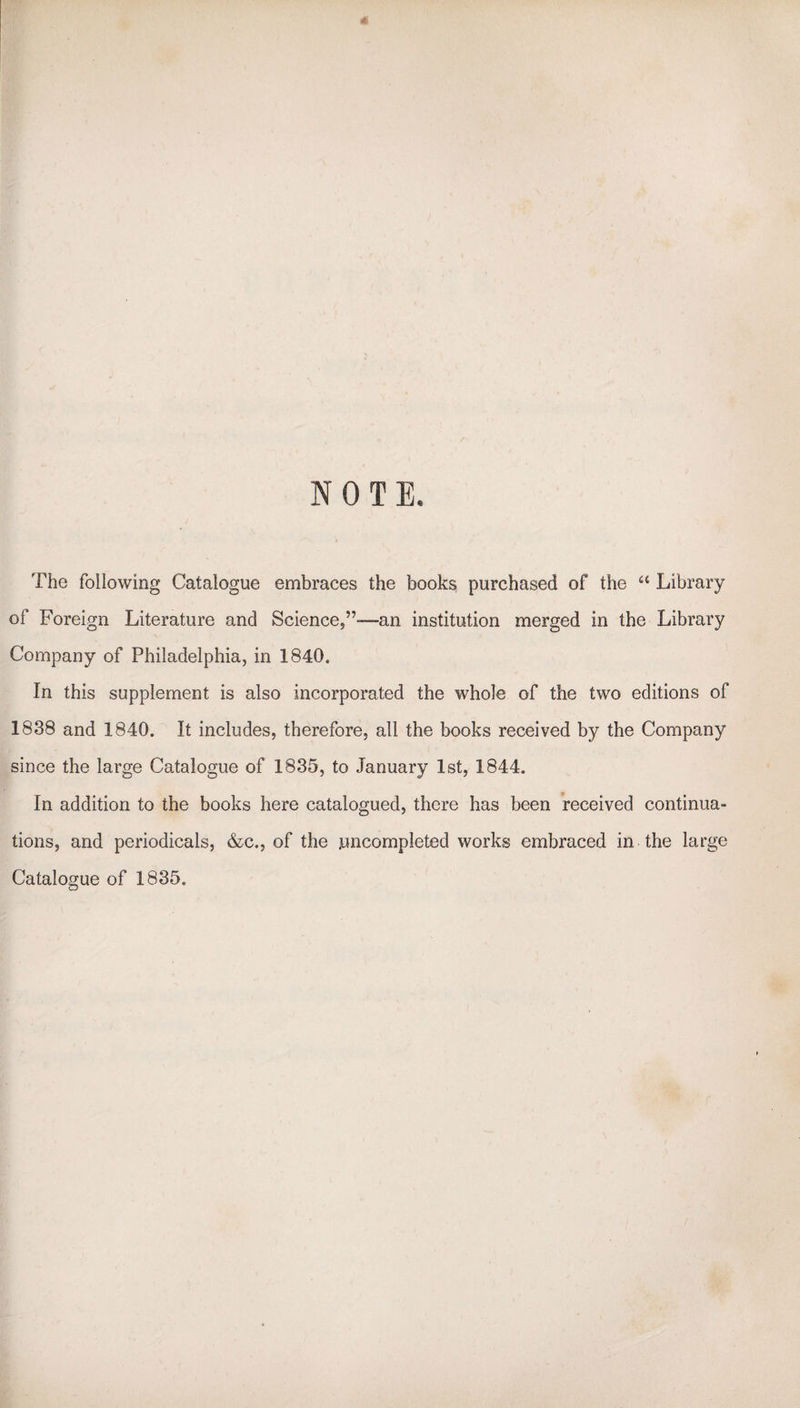 NOTE.
The following Catalogue embraces the books purchased of the “ Library
of Foreign Literature and Science,”—an institution merged in the Library
Company of Philadelphia, in 1840.
In this supplement is also incorporated the whole of the two editions of
1838 and 1840. It includes, therefore, all the books received by the Company
since the large Catalogue of 1835, to January 1st, 1844.
In addition to the books here catalogued, there has been received continua-
tions, and periodicals, &c., of the uncompleted works embraced in the large
Catalogue of 1835.